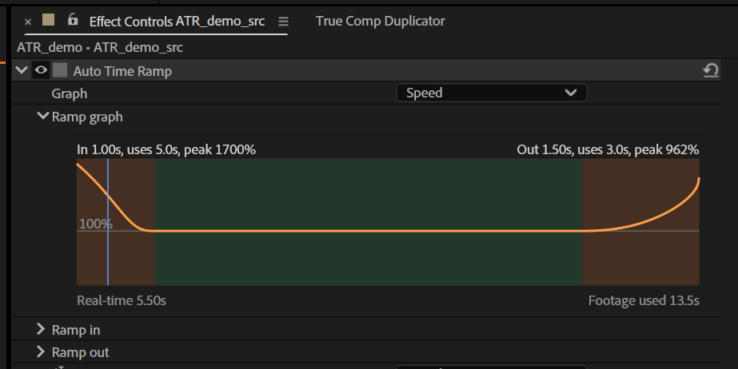 Effect Controls ATR_demo_src
True Comp Duplicator
ATR_demo • ATR_demo_src
Auto Time Ramp
Graph
Speed
Ramp graph
In 1.00s, uses 5.0s, peak 1700%
Out 1.50s, uses 3.0s, peak 962%
100%
Real-time 5.50s
Footage used 13.5s
Ramp in
Ramp out